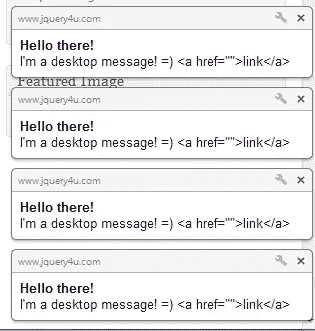 www.jquery4u.com
Hello there!
I'm a desktop message! =) <a href="">link</a>
Featured Image
www.jquery4u.com
Hello there!
I'm a desktop message! =) <a href="">link</a>
www.jquery4u.com
Hello there!
I'm a desktop message! =) <a href="">link</a>
www.jquery4u.com
Hello there!
I'm a desktop message! =) <a href="">link</a>